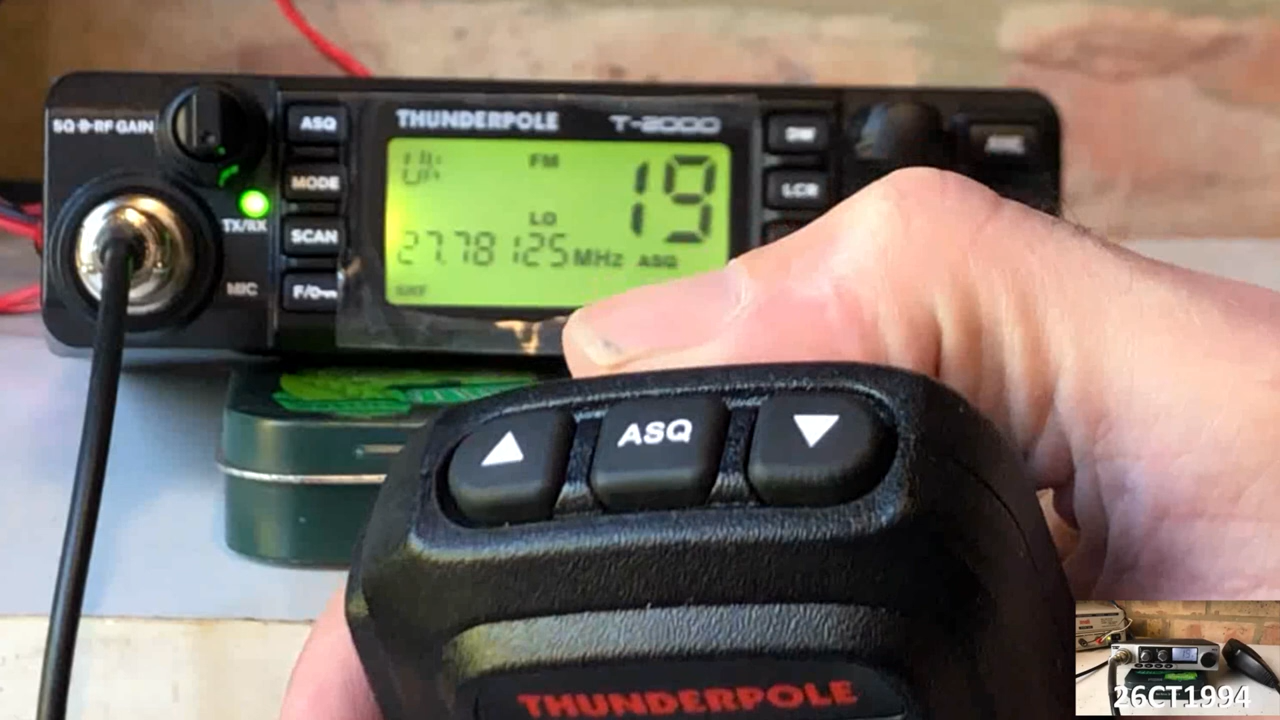 THUNDERPOLE T-2000
SQ RF GAIN
ASQ
MODE
SCAN
F/
TX/RX
MIC
UK
FM
19
LO
27.78125MHz
ASQ
DW
LCR
ASQ
THUNDERPOLE
26CT1994